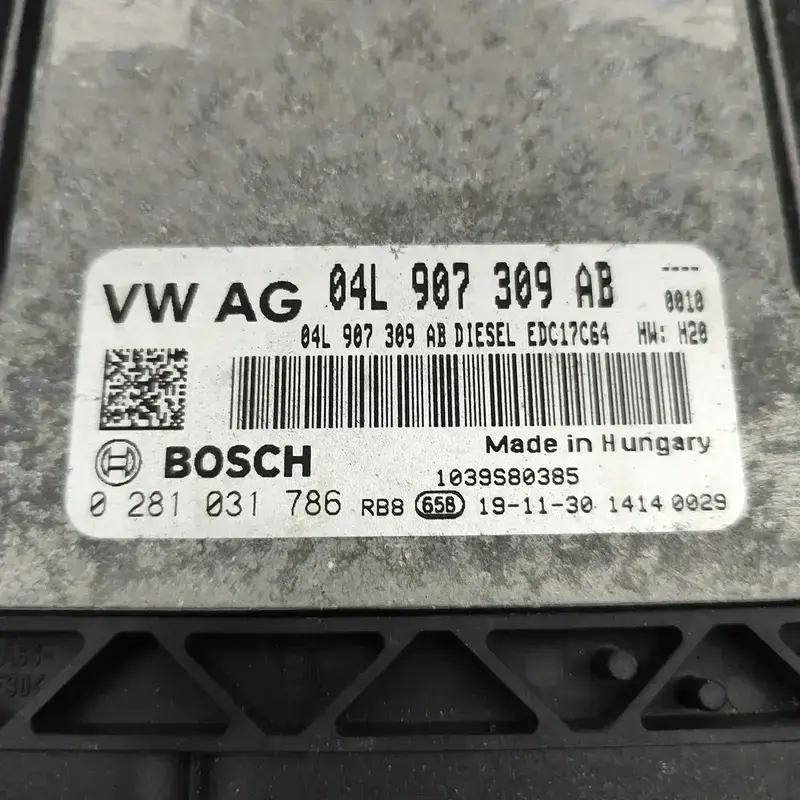 VW AG 04L 907 309 AB ----
0010
04L 907 309 AB DIESEL EDC17C64 HW: H20
Made in Hungary
BOSCH
1039S80385
0 281 031 786 RB8 65B 19-11-30 1414 0029